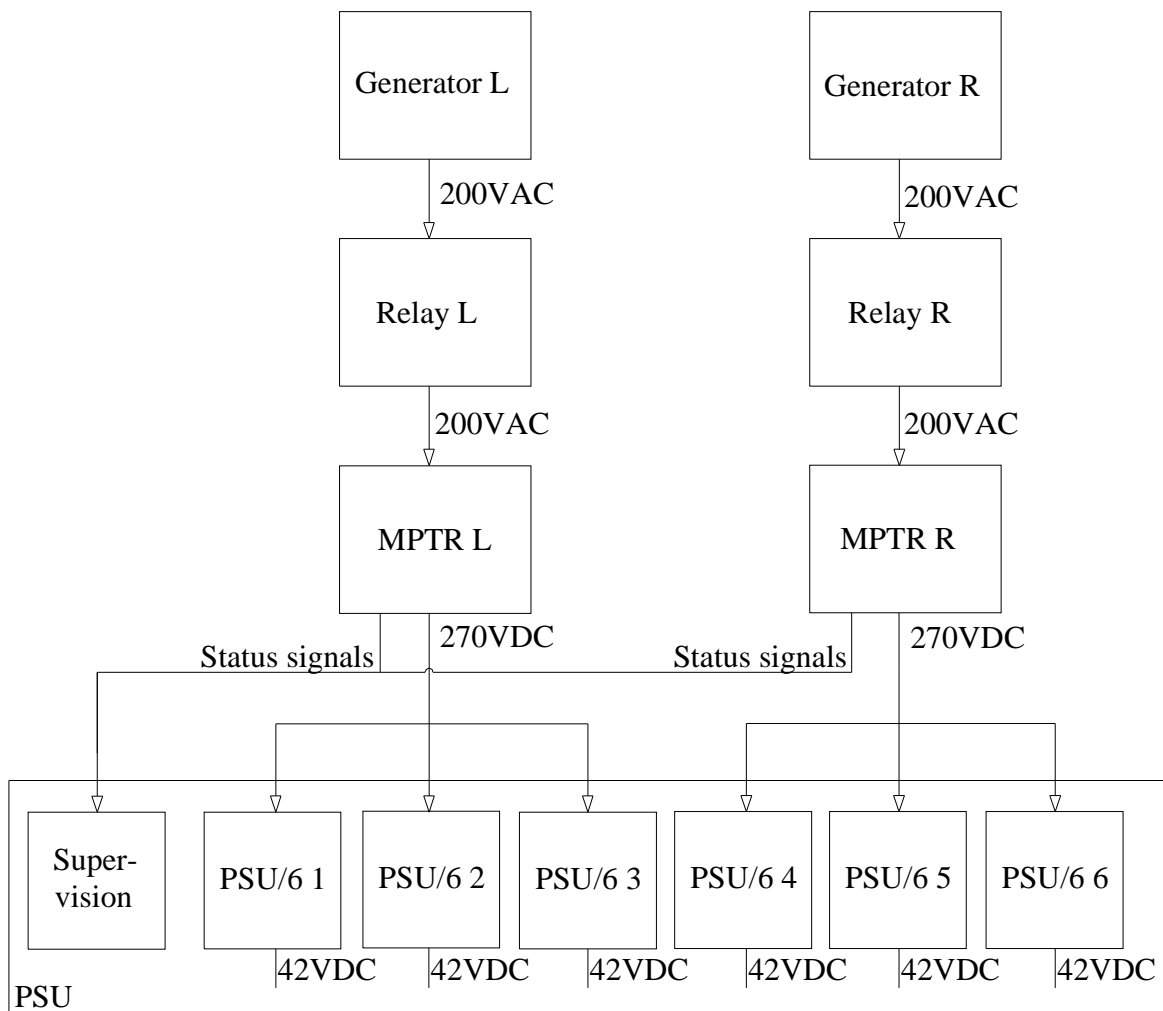 Generator L
Generator R
200VAC
200VAC
Relay L
Relay R
200VAC
200VAC
MPTR L
MPTR R
270VDC
270VDC
Status signals
Status signals
Super-
vision
PSU/6 1
PSU/6 2
PSU/6 3
PSU/6 4
PSU/6 5
PSU/6 6
42VDC
42VDC
42VDC
42VDC
42VDC
42VDC
PSU